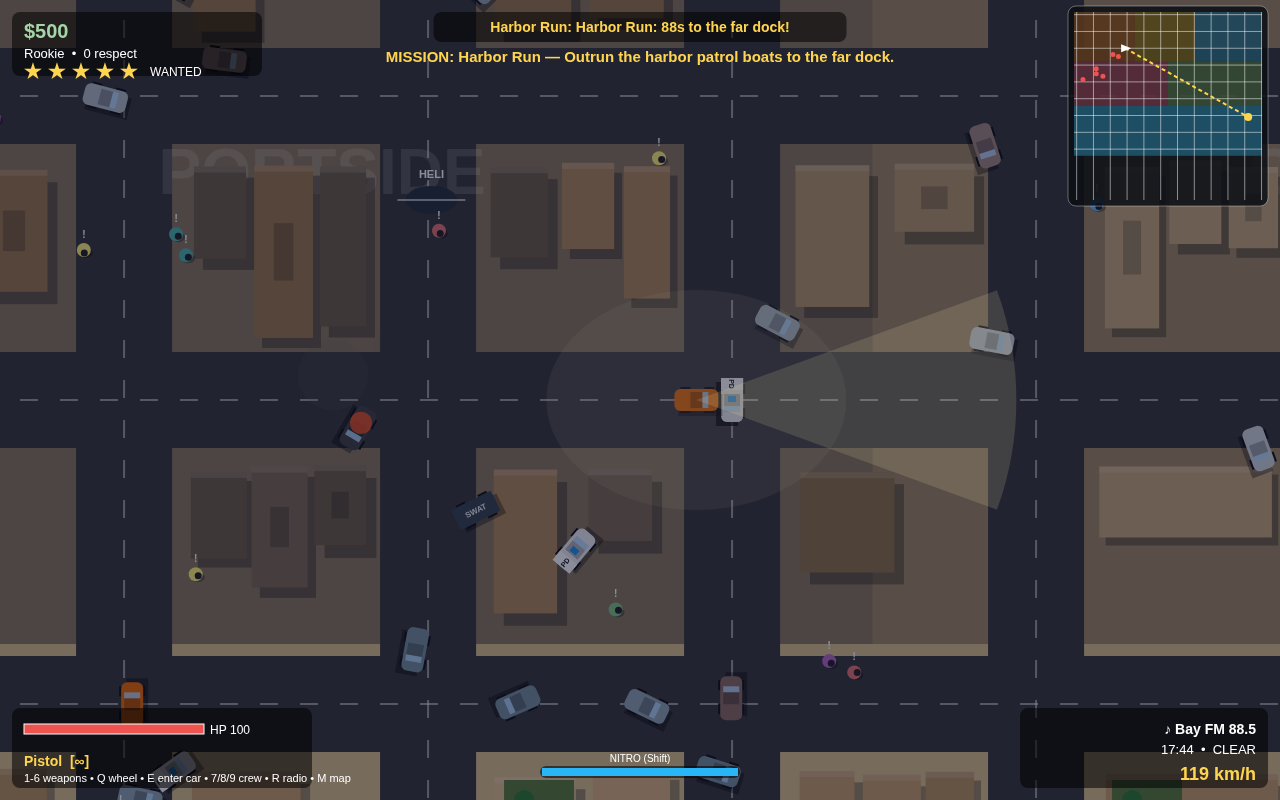 $500
Rookie • 0 respect
★ ★ ★ ★ ★ WANTED
Harbor Run: Harbor Run: 88s to the far dock!
MISSION: Harbor Run — Outrun the harbor patrol boats to the far dock.
PORTSIDE
HELI
!
!
!
!
!
PD
SWAT
PD
!
!
!
!
HP 100
Pistol [∞]
1-6 weapons • Q wheel • E enter car • 7/8/9 crew • R radio • M map
NITRO (Shift)
♪ Bay FM 88.5
17:44 • CLEAR
119 km/h